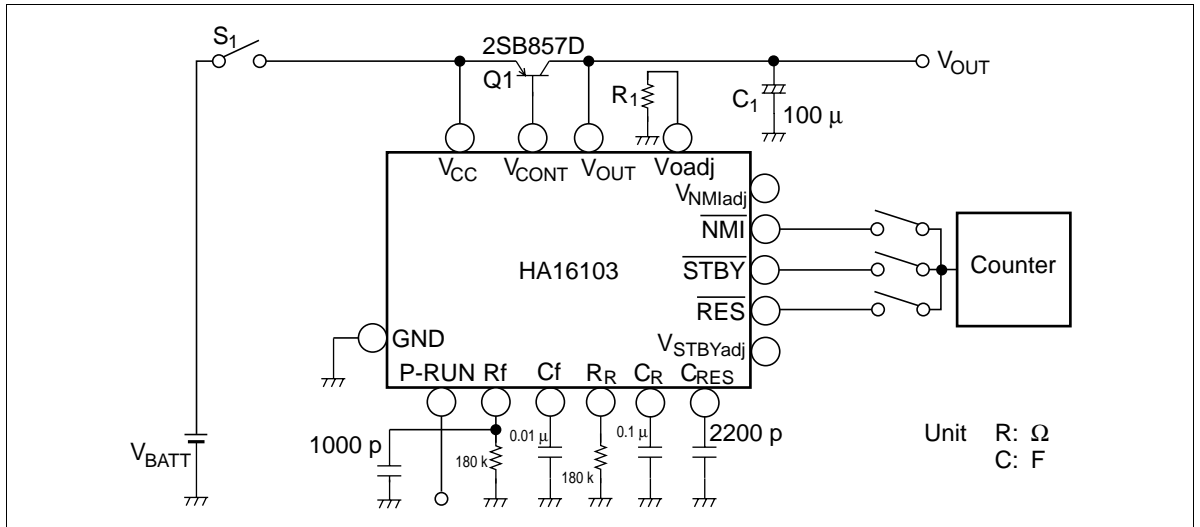 S1
2SB857D
Q1
VOUT
R1
C1
100 μ
VCC
VCONT
VOUT
Voadj
VNMIadj
NMI
HA16103
STBY
Counter
RES
GND
VSTBYadj
P-RUN Rf Cf RR CR CRES
1000 p
0.01 μ
0.1 μ
2200 p
180 k
180 k
VBATT
Unit R: Ω
C: F